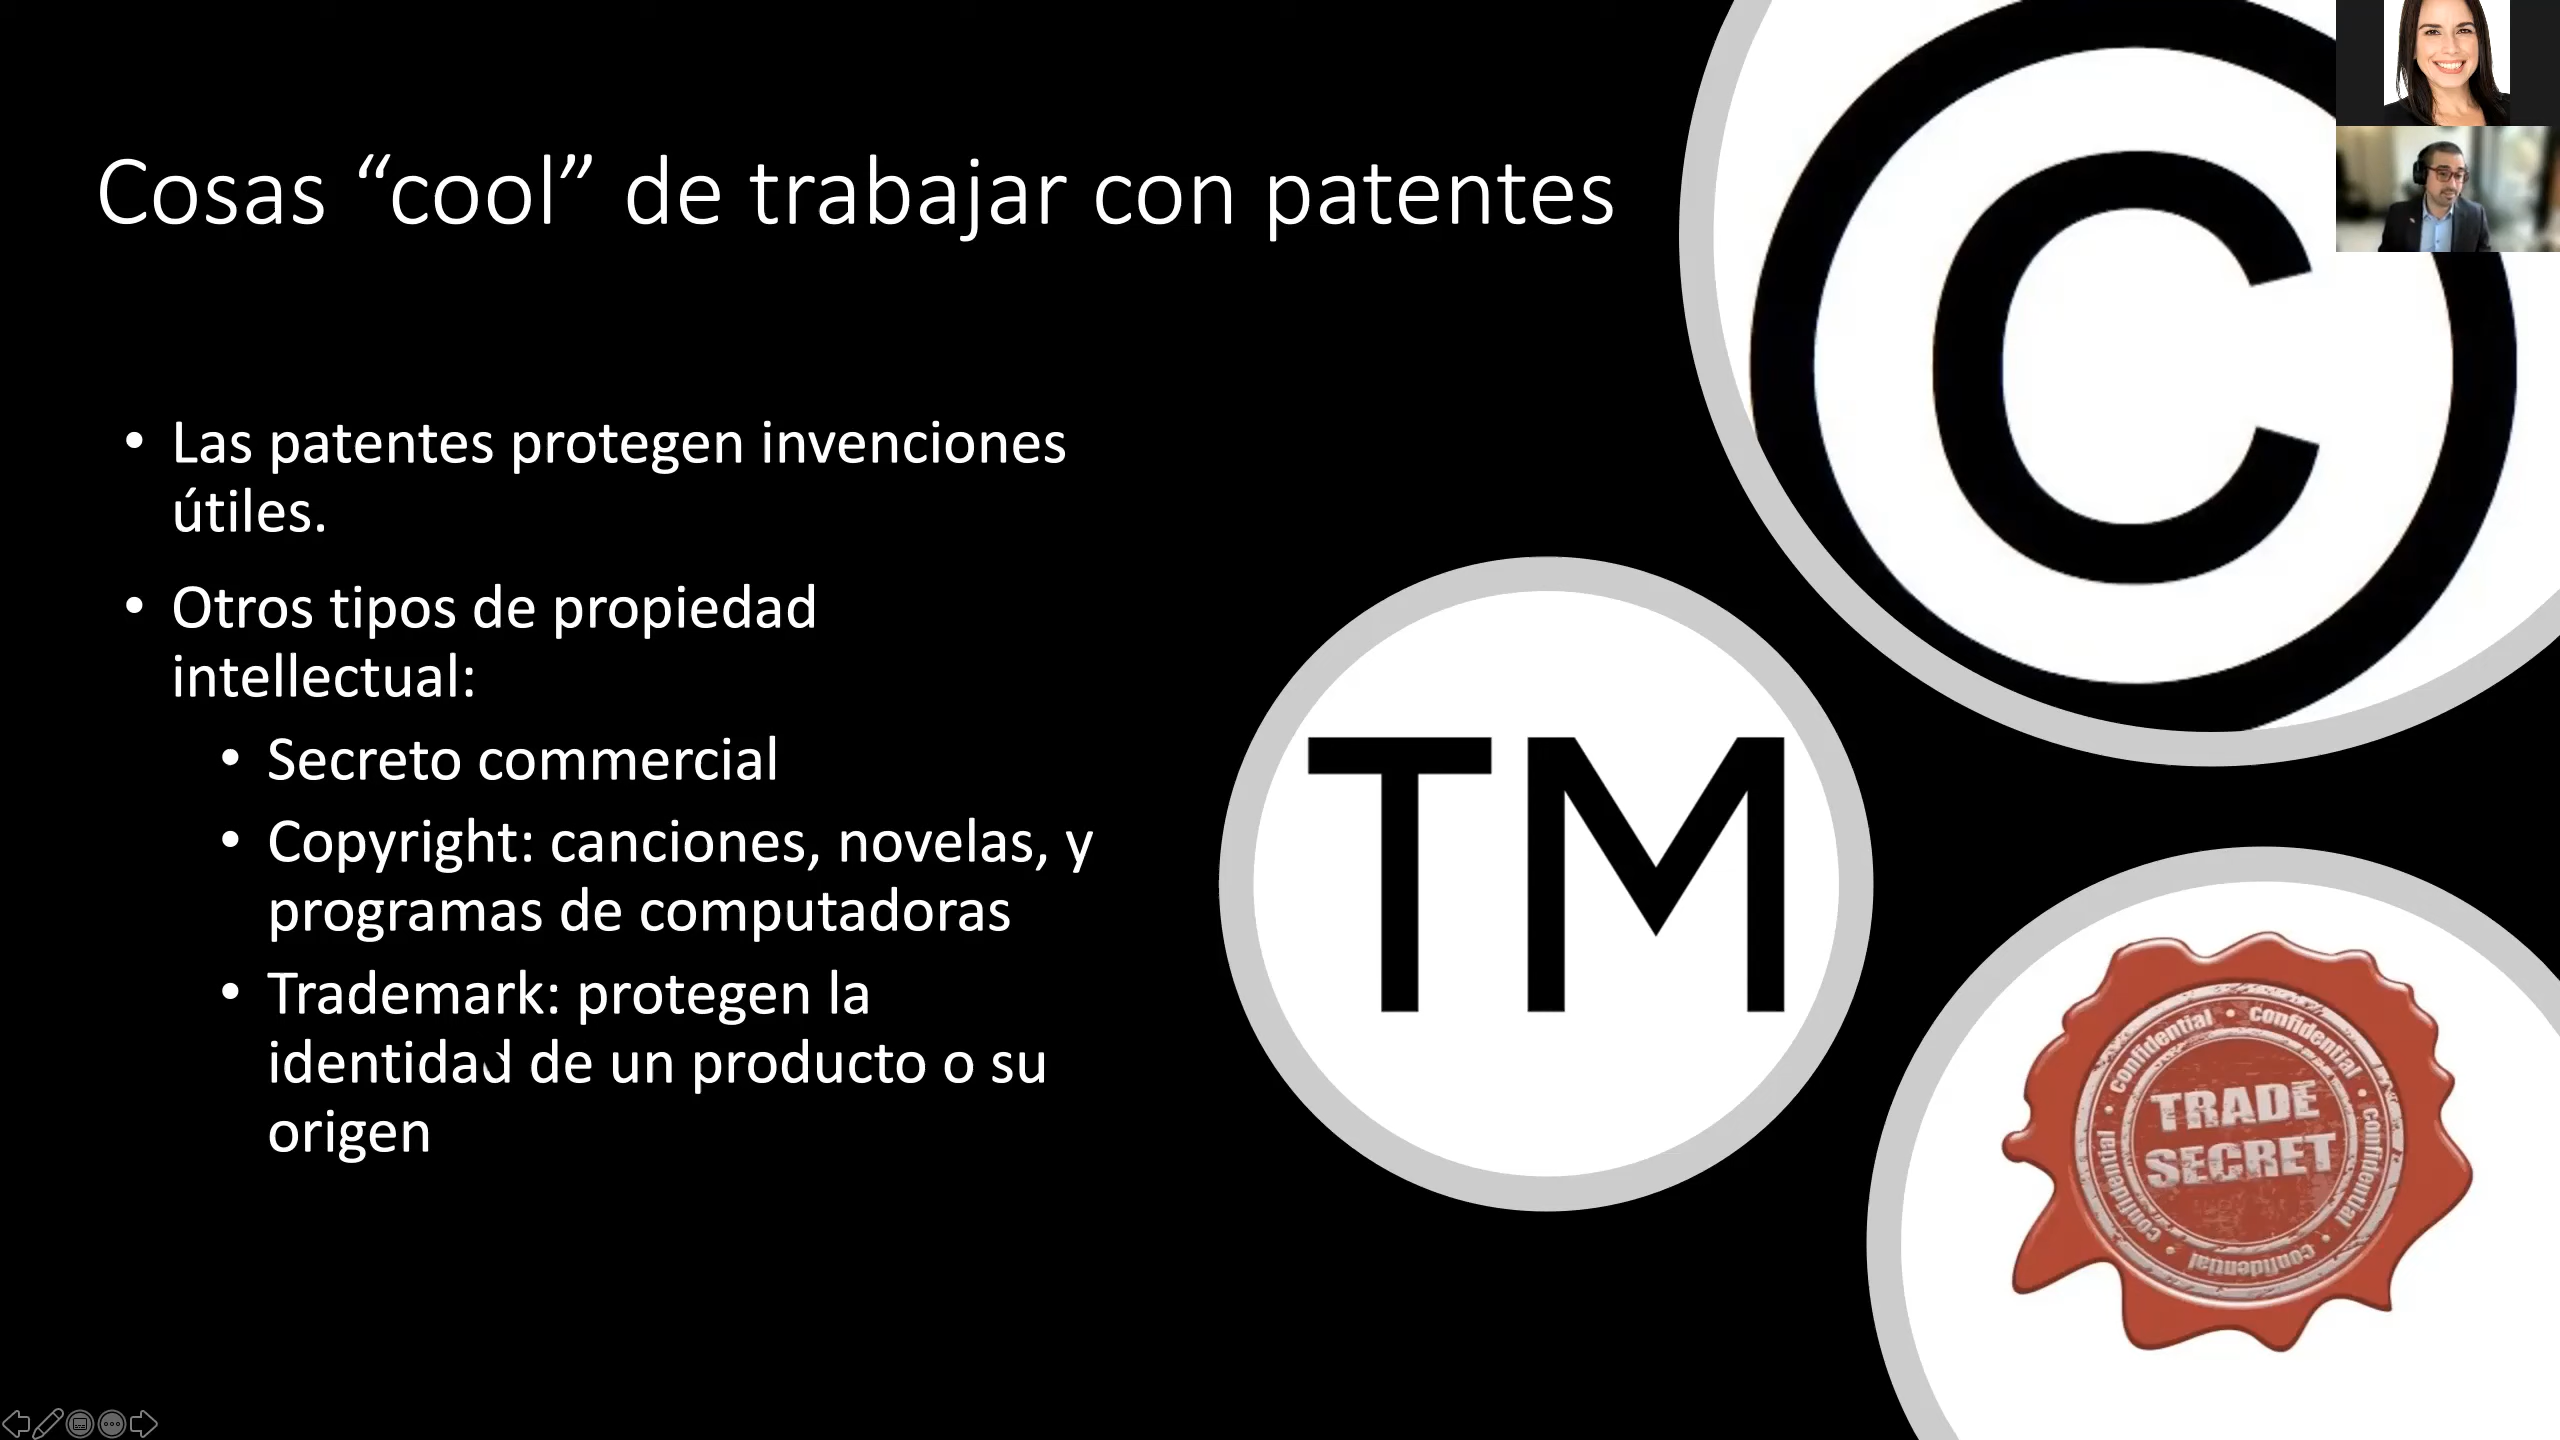 Cosas “cool” de trabajar con patentes
• Las patentes protegen invenciones
útiles.
• Otros tipos de propiedad
intellectual:
• Secreto commercial
• Copyright: canciones, novelas, y
programas de computadoras
• Trademark: protegen la
identidad de un producto o su
origen
C
TM
confidential • confidential • confidential • confidential • confidential • confidential •
TRADE
SECRET